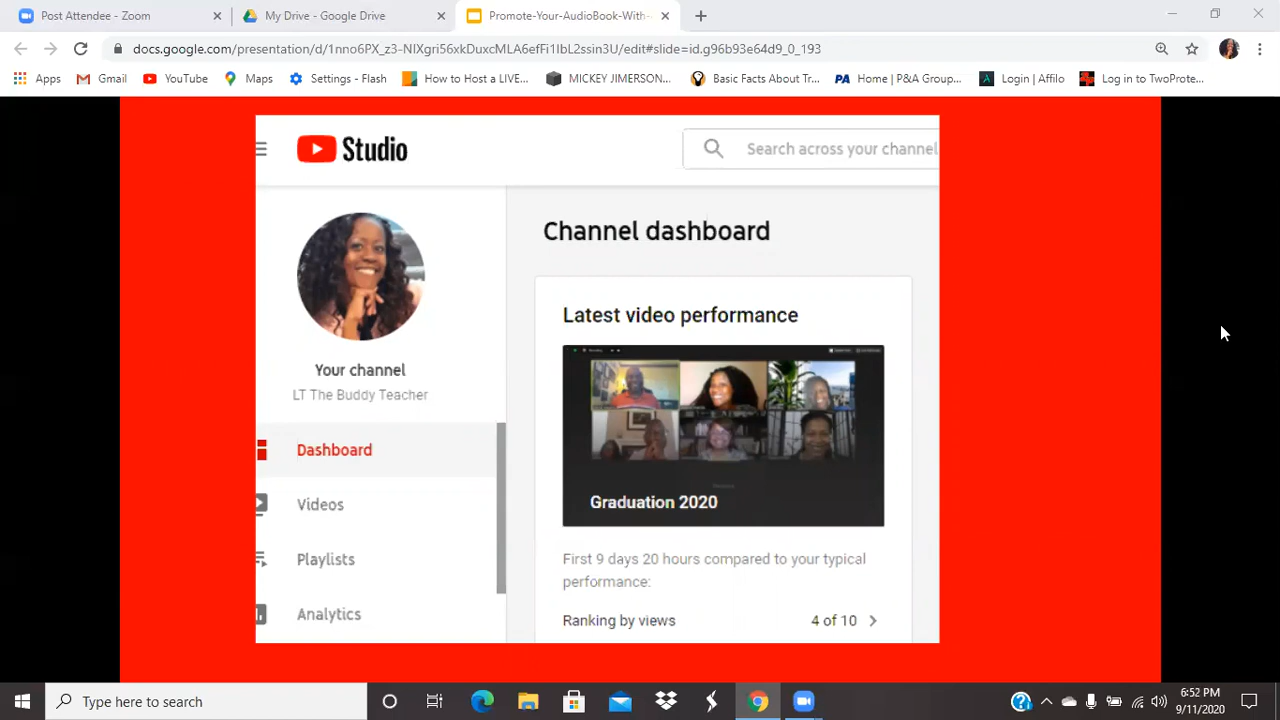 Post Attendee - Zoom
My Drive - Google Drive
Promote-Your-AudioBook-With-
docs.google.com/presentation/d/1nno6PX_z3-NIXgri56xkDuxcMLA6efFi1IbL2ssin3U/edit#slide=id.g96b93e64d9_0_193
Apps
Gmail
YouTube
Maps
Settings - Flash
How to Host a LIVE...
MICKEY JIMERSON...
Basic Facts About Tr...
PA Home | P&A Group...
Login | Affilo
Log in to TwoProte...
Studio
Search across your channel
Channel dashboard
Latest video performance
Your channel
LT The Buddy Teacher
Dashboard
Videos
Playlists
Analytics
Graduation 2020
First 9 days 20 hours compared to your typical
performance:
Ranking by views
4 of 10
Type here to search
6:52 PM
9/11/2020